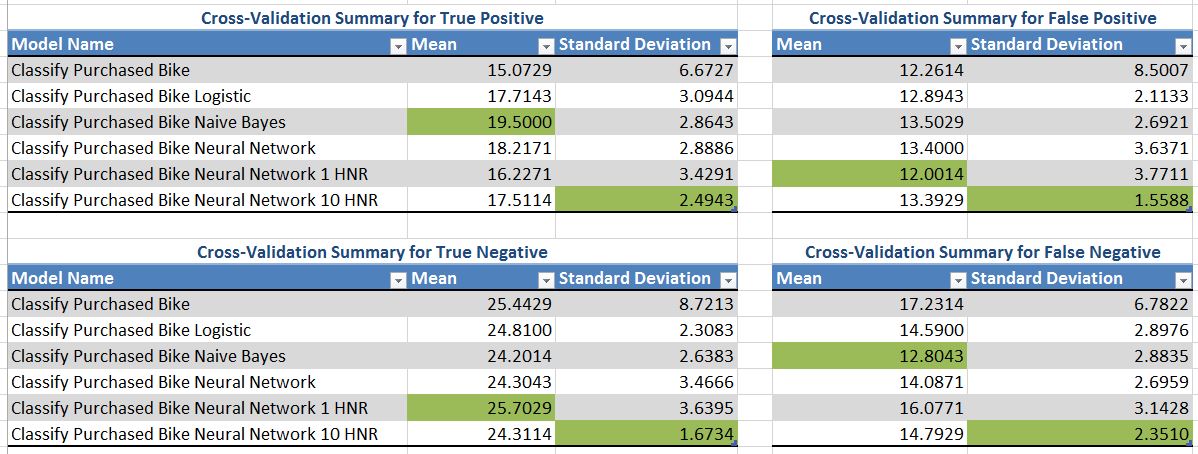 Cross-Validation Summary for True Positive Cross-Validation Summary for False Positive
Model Name Mean Standard Deviation Mean Standard Deviation
Classify Purchased Bike 15.0729 6.6727 12.2614 8.5007
Classify Purchased Bike Logistic 17.7143 3.0944 12.8943 2.1133
Classify Purchased Bike Naive Bayes 19.5000 2.8643 13.5029 2.6921
Classify Purchased Bike Neural Network 18.2171 2.8886 13.4000 3.6371
Classify Purchased Bike Neural Network 1 HNR 16.2271 3.4291 12.0014 3.7711
Classify Purchased Bike Neural Network 10 HNR 17.5114 2.4943 13.3929 1.5588
Cross-Validation Summary for True Negative Cross-Validation Summary for False Negative
Model Name Mean Standard Deviation Mean Standard Deviation
Classify Purchased Bike 25.4429 8.7213 17.2314 6.7822
Classify Purchased Bike Logistic 24.8100 2.3083 14.5900 2.8976
Classify Purchased Bike Naive Bayes 24.2014 2.6383 12.8043 2.8835
Classify Purchased Bike Neural Network 24.3043 3.4666 14.0871 2.6959
Classify Purchased Bike Neural Network 1 HNR 25.7029 3.6395 16.0771 3.1428
Classify Purchased Bike Neural Network 10 HNR 24.3114 1.6734 14.7929 2.3510